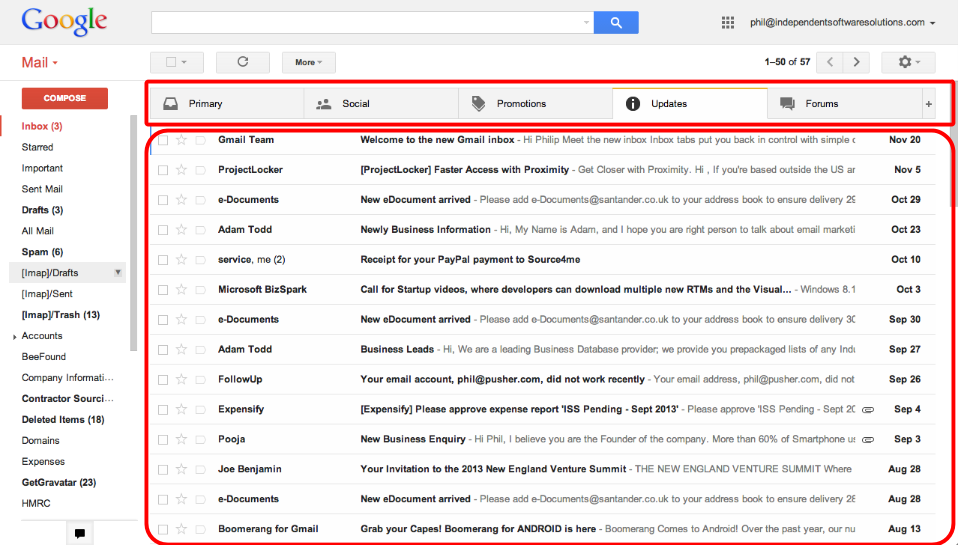 Google
phil@independentsoftwaresolutions.com
Mail
More
1–50 of 57
COMPOSE
Primary
Social
Promotions
Updates
Forums
+
Inbox (3)
Starred
Important
Sent Mail
Drafts (3)
All Mail
Spam (6)
[Imap]/Drafts
[Imap]/Sent
[Imap]/Trash (13)
Accounts
BeeFound
Company Informati...
Contractor Sourci...
Deleted Items (18)
Domains
Expenses
GetGravatar (23)
HMRC
Gmail Team Welcome to the new Gmail inbox - Hi Philip Meet the new inbox Inbox tabs put you back in control with simple c Nov 20
ProjectLocker [ProjectLocker] Faster Access with Proximity - Get Closer with Proximity. Hi , If you're based outside the US ar Nov 5
e-Documents New eDocument arrived - Please add e-Documents@santander.co.uk to your address book to ensure delivery 29 Oct 29
Adam Todd Newly Business Information - Hi, My Name is Adam, and I hope you are right person to talk about email marketi Oct 23
service, me (2) Receipt for your PayPal payment to Source4me Oct 10
Microsoft BizSpark Call for Startup videos, where developers can download multiple new RTMs and the Visual... - Windows 8.1 Oct 3
e-Documents New eDocument arrived - Please add e-Documents@santander.co.uk to your address book to ensure delivery 30 Sep 30
Adam Todd Business Leads - Hi, We are a leading Business Database provider; we provide you prepackaged lists of any Indu Sep 27
FollowUp Your email account, phil@pusher.com, did not work recently - Your email address, phil@pusher.com, did not Sep 26
Expensify [Expensify] Please approve expense report 'ISS Pending - Sept 2013' - Please approve 'ISS Pending - Sept 20 Sep 4
Pooja New Business Enquiry - Hi Phil, I believe you are the Founder of the company. More than 60% of Smartphone us Sep 3
Joe Benjamin Your Invitation to the 2013 New England Venture Summit - THE NEW ENGLAND VENTURE SUMMIT Where Aug 28
e-Documents New eDocument arrived - Please add e-Documents@santander.co.uk to your address book to ensure delivery 28 Aug 28
Boomerang for Gmail Grab your Capes! Boomerang for ANDROID is here - Boomerang Comes to Android! Over the past year, our nu Aug 13